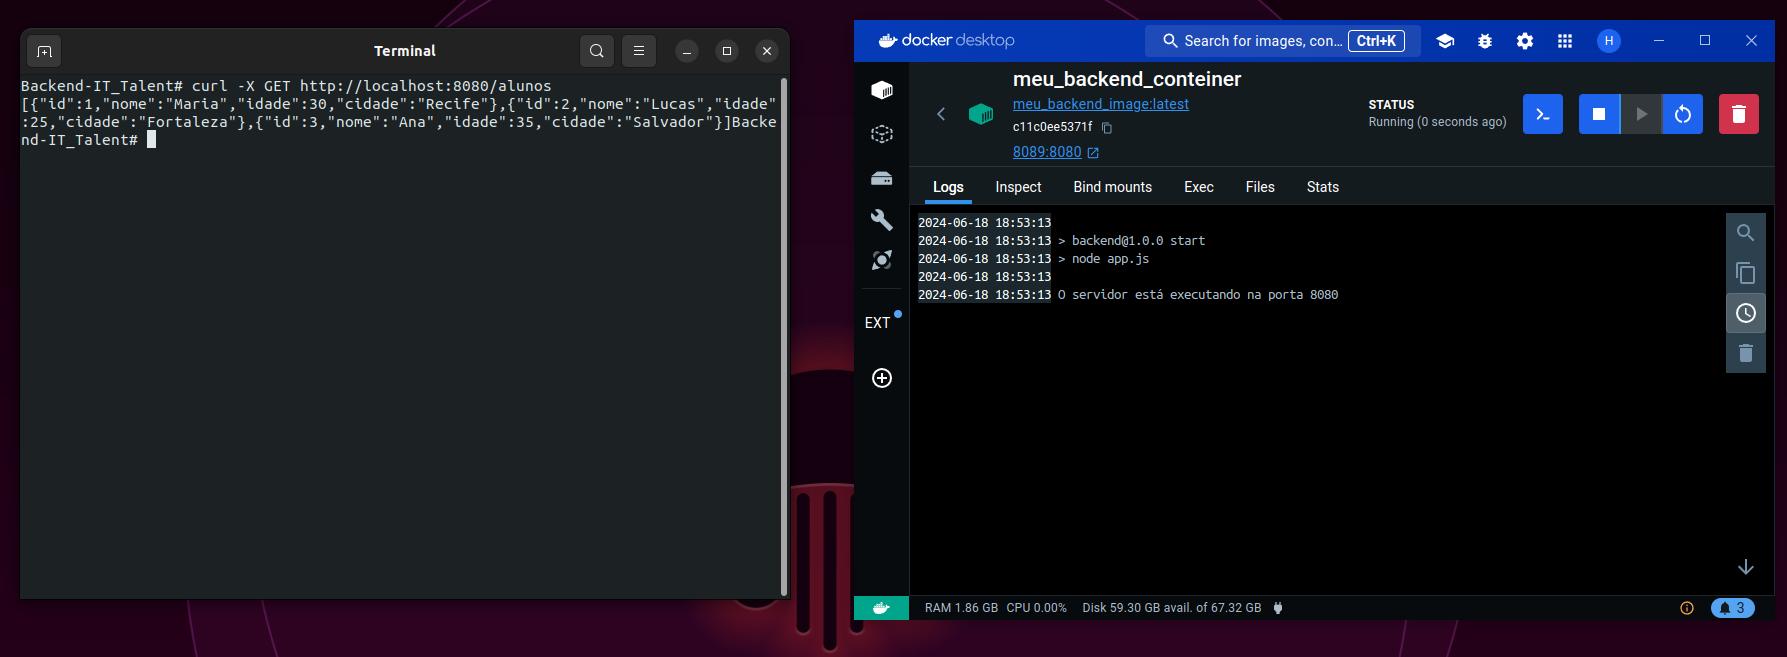 Terminal
Backend-IT_Talent# curl -X GET http://localhost:8080/alunos
[{"id":1,"nome":"Maria","idade":30,"cidade":"Recife"},{"id":2,"nome":"Lucas","idade"
:25,"cidade":"Fortaleza"},{"id":3,"nome":"Ana","idade":35,"cidade":"Salvador"}]Backe
nd-IT_Talent#
docker desktop
Search for images, con... Ctrl+K
H
meu_backend_conteiner
meu_backend_image:latest
c11c0ee5371f
8089:8080
STATUS
Running (0 seconds ago)
EXT
Logs Inspect Bind mounts Exec Files Stats
2024-06-18 18:53:13
2024-06-18 18:53:13 > backend@1.0.0 start
2024-06-18 18:53:13 > node app.js
2024-06-18 18:53:13
2024-06-18 18:53:13 O servidor está executando na porta 8080
RAM 1.86 GB CPU 0.00% Disk 59.30 GB avail. of 67.32 GB
3